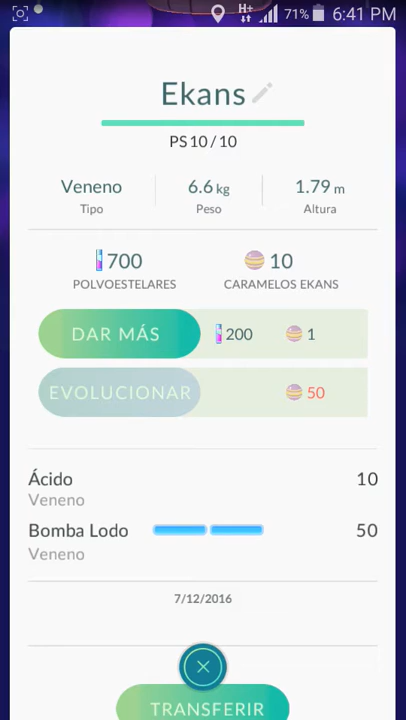 H+ 71% 6:41 PM
Ekans
PS 10 / 10
Veneno 6.6 kg 1.79 m
Tipo Peso Altura
700 10
POLVOESTELARES CARAMELOS EKANS
DAR MÁS 200 1
EVOLUCIONAR 50
Ácido 10
Veneno
Bomba Lodo 50
Veneno
7/12/2016
TRANSFERIR